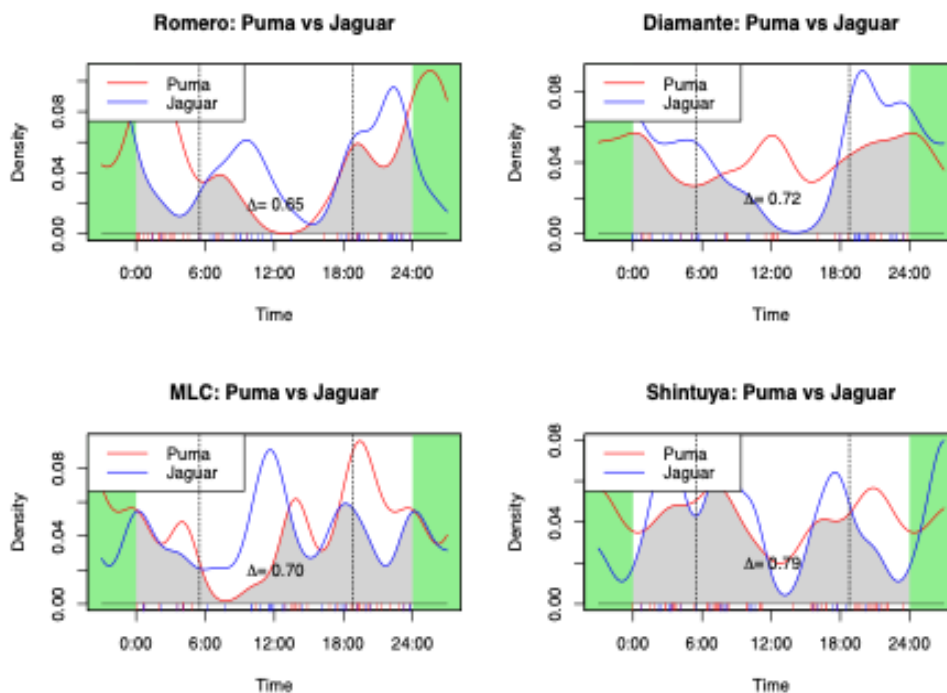 Romero: Puma vs Jaguar
Density
0.00 0.04 0.08
Puma
Jaguar
Δ= 0.65
0:00 6:00 12:00 18:00 24:00
Time
Diamante: Puma vs Jaguar
Density
0.00 0.04 0.08
Puma
Jaguar
Δ= 0.72
0:00 6:00 12:00 18:00 24:00
Time
MLC: Puma vs Jaguar
Density
0.00 0.04 0.08
Puma
Jaguar
Δ= 0.70
0:00 6:00 12:00 18:00 24:00
Time
Shintuya: Puma vs Jaguar
Density
0.00 0.04 0.08
Puma
Jaguar
Δ= 0.79
0:00 6:00 12:00 18:00 24:00
Time